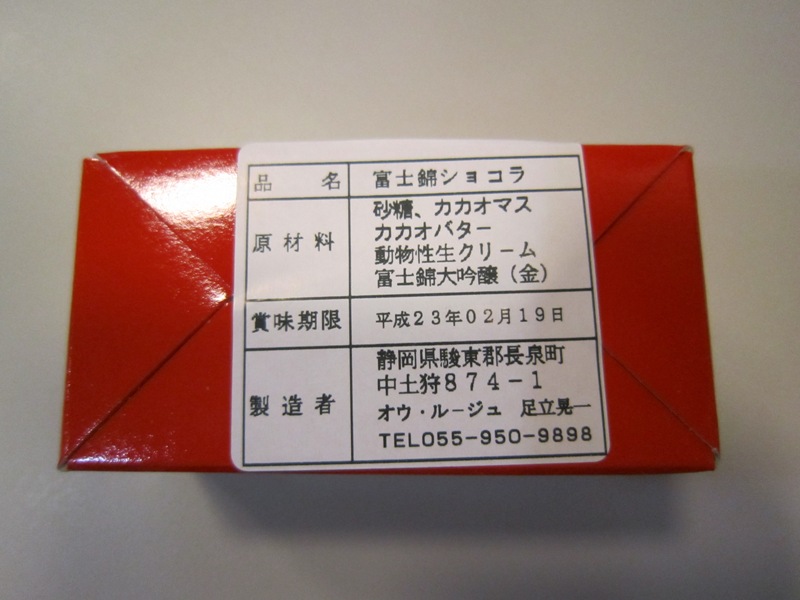 品名 富士錦ショコラ
原材料 砂糖、カカオマス
カカオバター
動物性生クリーム
富士錦大吟醸（金）
賞味期限 平成23年02月19日
製造者 静岡県駿東郡長泉町
中土狩874-1
オウ・ル－ジュ 足立晃一
TEL055-950-9898